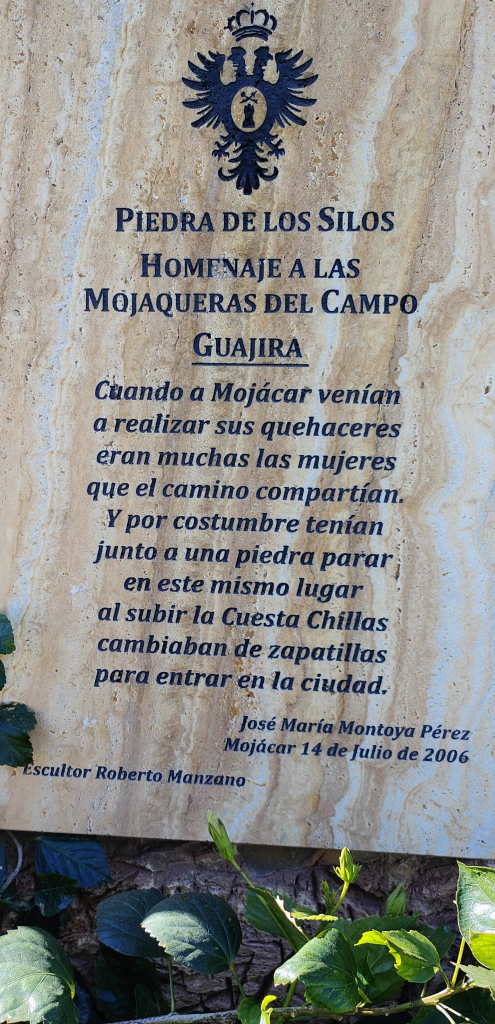 PIEDRA DE LOS SILOS
HOMENAJE A LAS
MOJAQUERAS DEL CAMPO
GUAJIRA
Cuando a Mojácar venían
a realizar sus quehaceres
eran muchas las mujeres
que el camino compartían.
Y por costumbre tenían
junto a una piedra parar
en este mismo lugar
al subir la Cuesta Chillas
cambiaban de zapatillas
para entrar en la ciudad.
José María Montoya Pérez
Mojácar 14 de Julio de 2006
Escultor Roberto Manzano